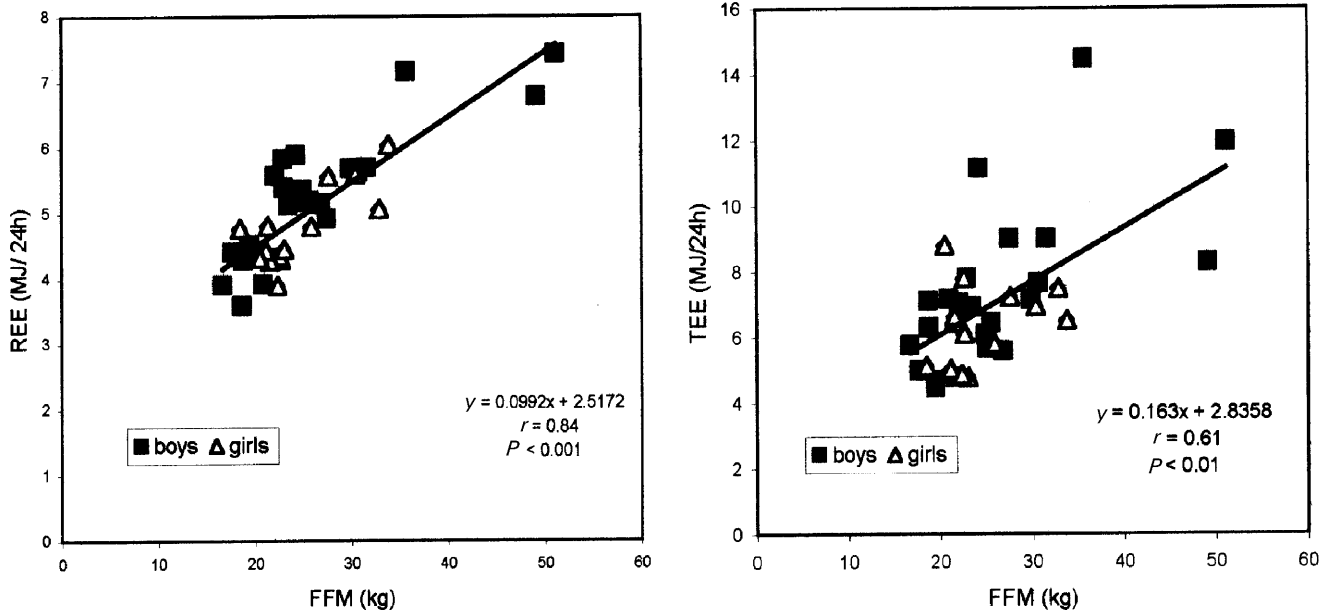 8
7
6
5
4
3
2
1
0
REE (MJ/ 24h)
y = 0.0992x + 2.5172
r = 0.84
P < 0.001
boys girls
0 10 20 30 40 50 60
FFM (kg)
16
14
12
10
8
6
4
2
0
TEE (MJ/24h)
y = 0.163x + 2.8358
r = 0.61
P < 0.01
boys girls
0 10 20 30 40 50 60
FFM (kg)